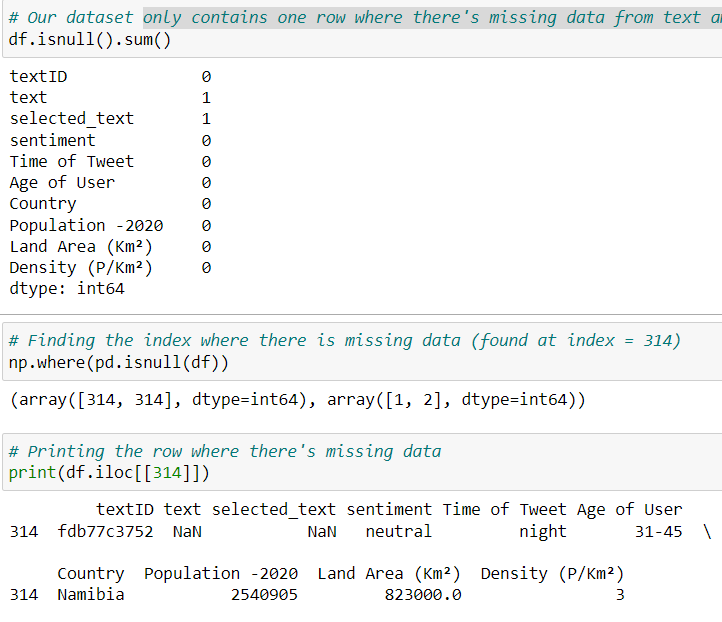 # Our dataset only contains one row where there's missing data from text
df.isnull().sum()
textID 0
text 1
selected_text 1
sentiment 0
Time of Tweet 0
Age of User 0
Country 0
Population -2020 0
Land Area (Km²) 0
Density (P/Km²) 0
dtype: int64
# Finding the index where there is missing data (found at index = 314)
np.where(pd.isnull(df))
(array([314, 314], dtype=int64), array([1, 2], dtype=int64))
# Printing the row where there's missing data
print(df.iloc[[314]])
textID text selected_text sentiment Time of Tweet Age of User
314 fdb77c3752 NaN NaN neutral night 31-45 \
Country Population -2020 Land Area (Km²) Density (P/Km²)
314 Namibia 2540905 823000.0 3